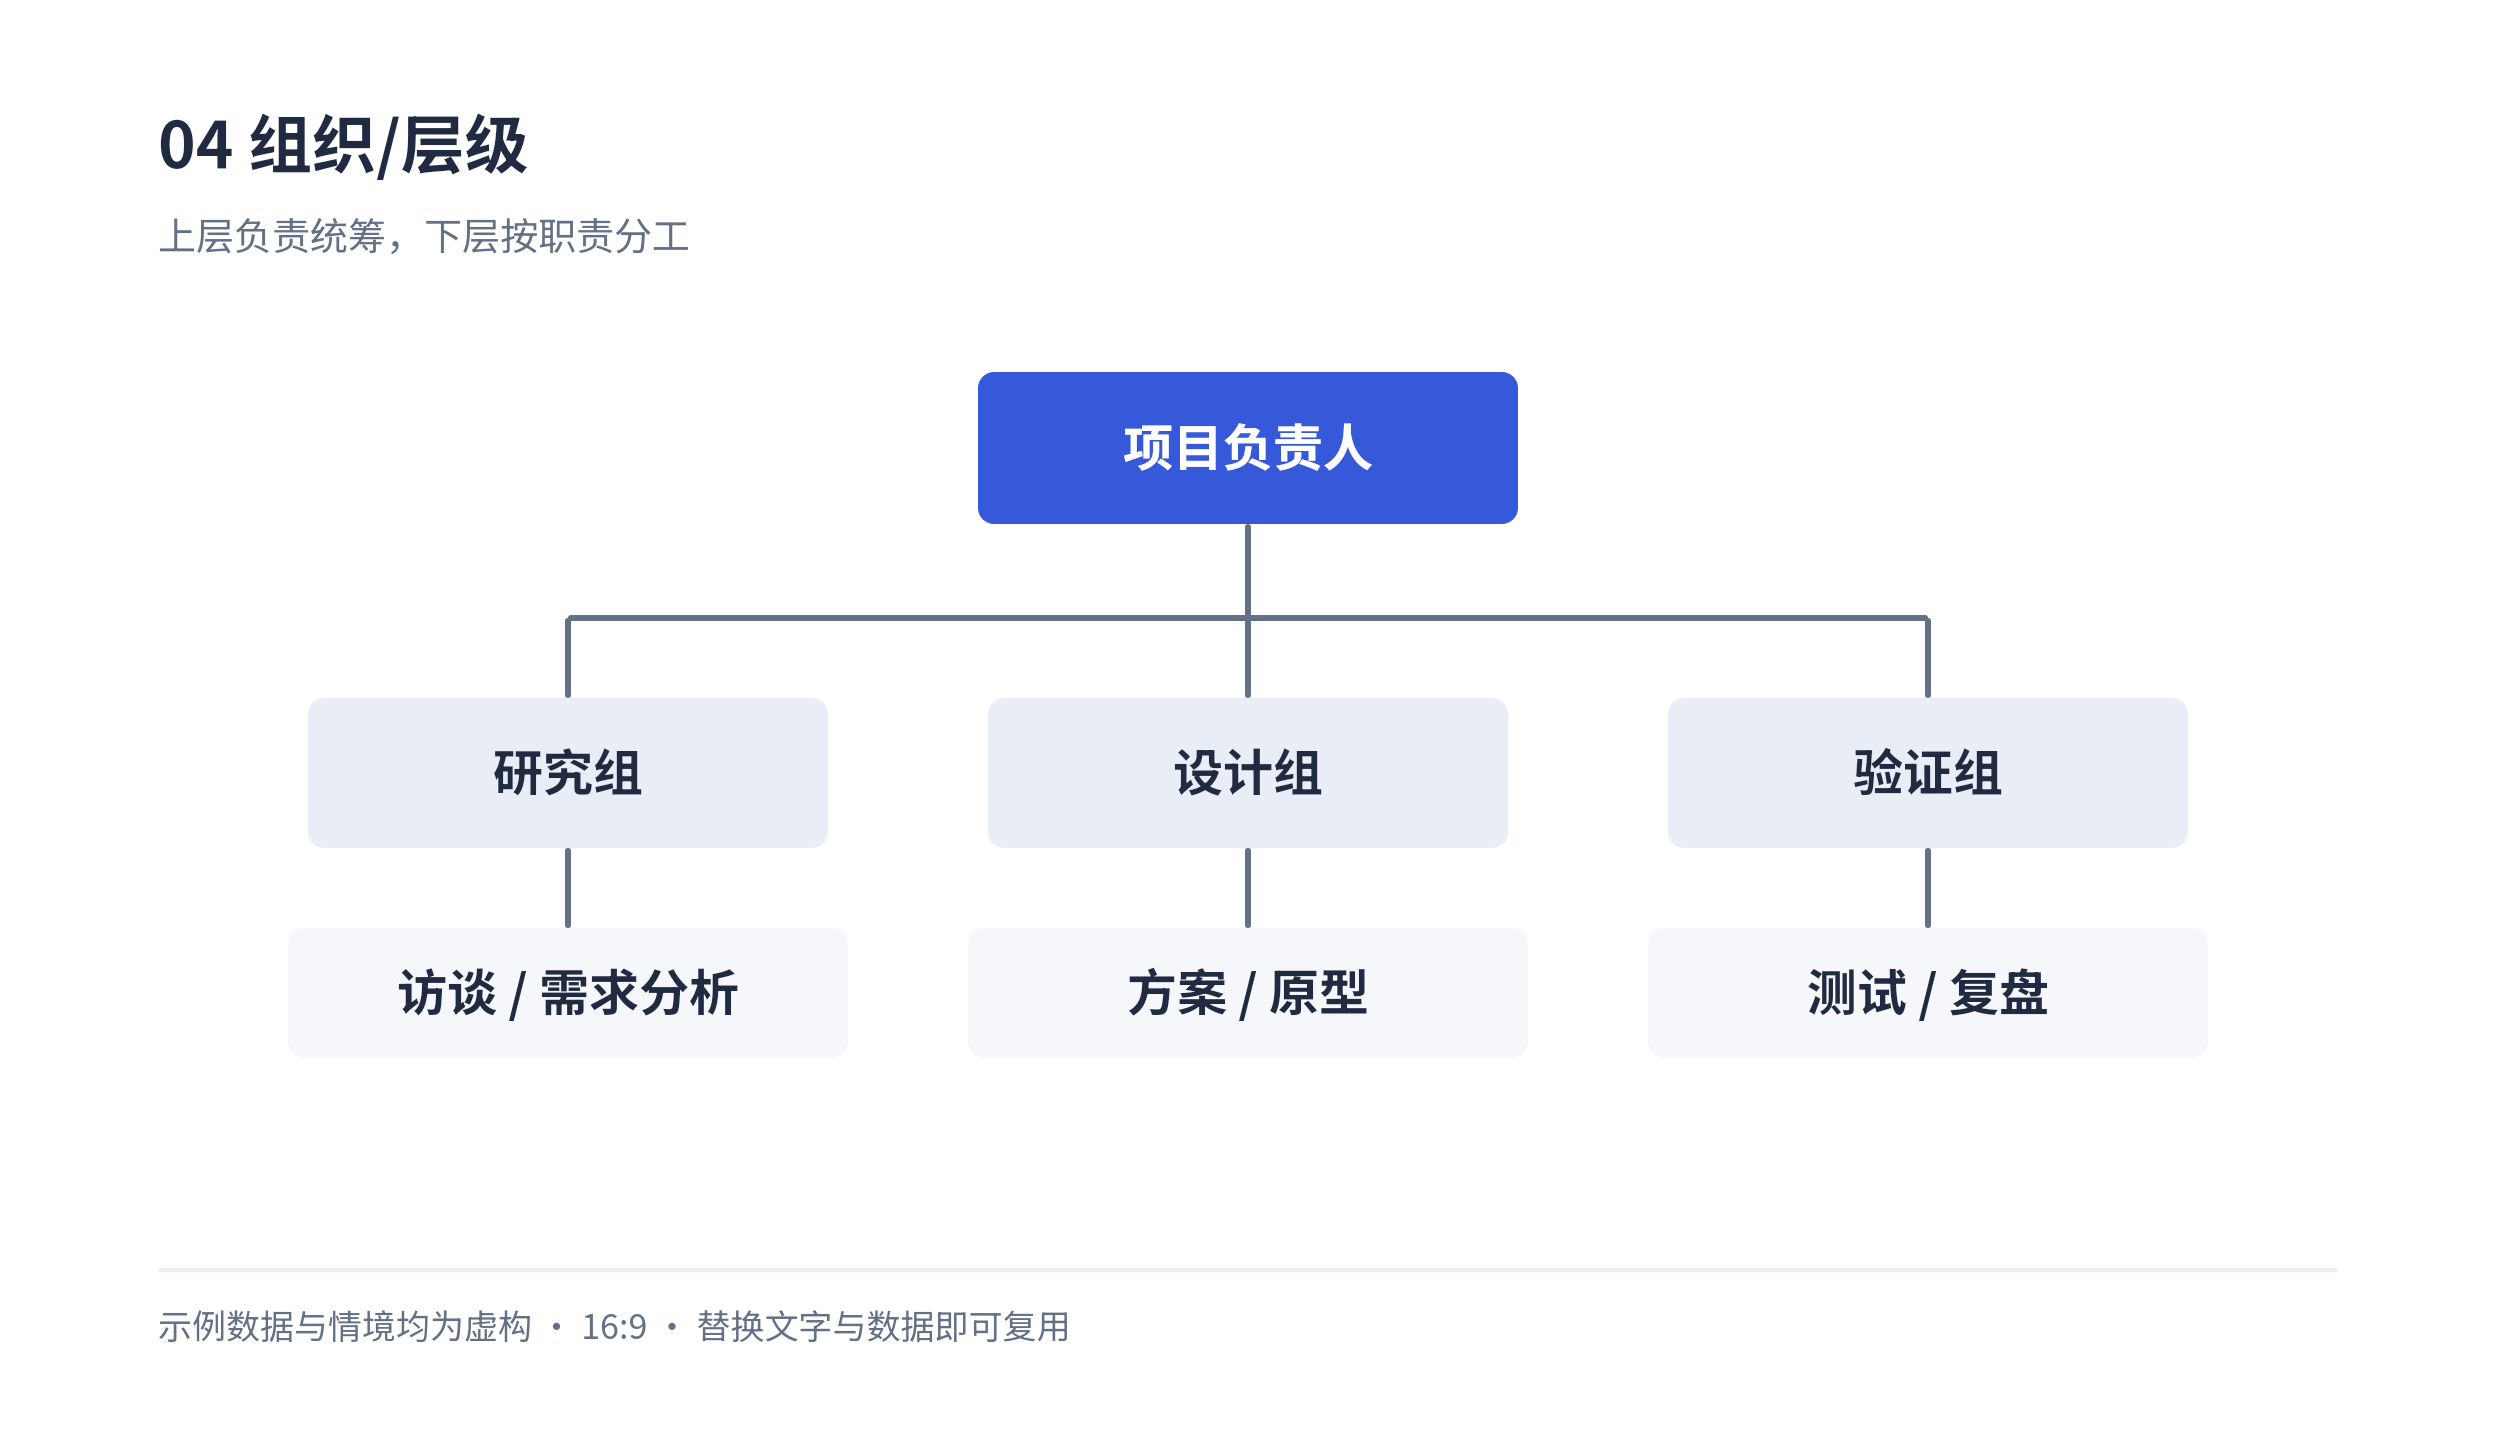 04 组织/层级
上层负责统筹，下层按职责分工
项目负责人
研究组
设计组
验证组
访谈 / 需求分析
方案 / 原型
测试 / 复盘
示例数据与情境均为虚构 • 16:9 • 替换文字与数据即可复用